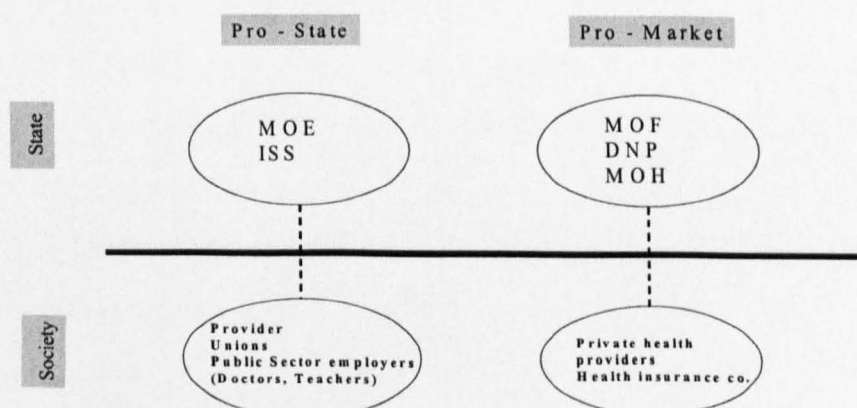 Pro - State
Pro - Market
State
MOE
ISS
MOF
DNP
MOH
Society
Provider
Unions
Public Sector employers
(Doctors, Teachers)
Private health
providers
Health insurance co.